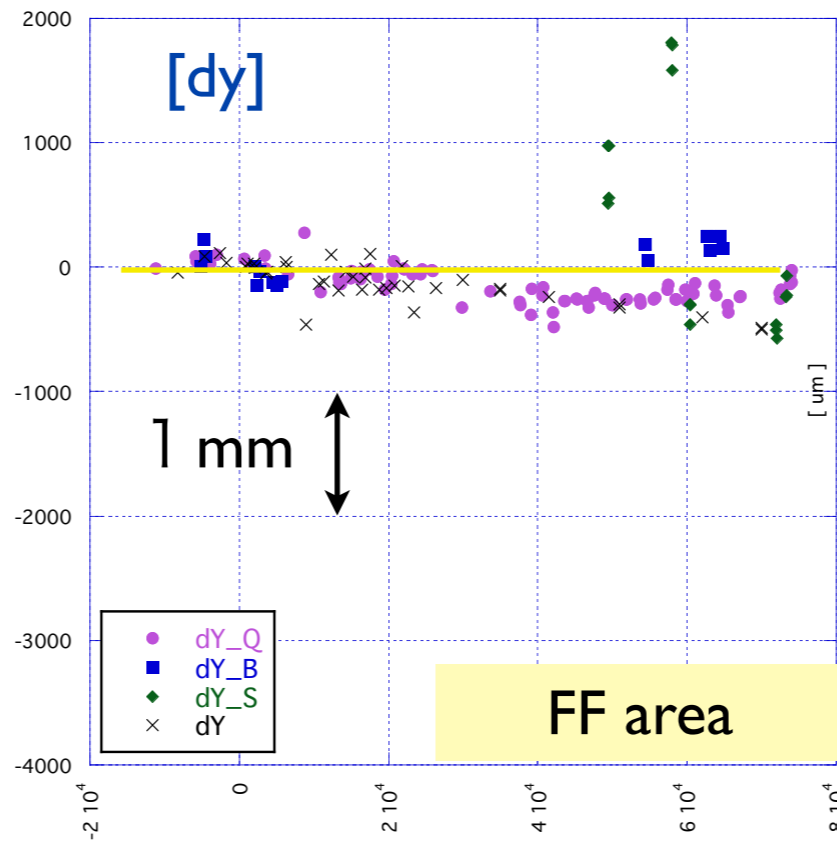 2000
[dy]
1000
0
-1000
[ um ]
1 mm
-2000
-3000
dY_Q
dY_B
dY_S
dY
FF area
-4000
-2 10⁴
0
2 10⁴
4 10⁴
6 10⁴
8 10⁴